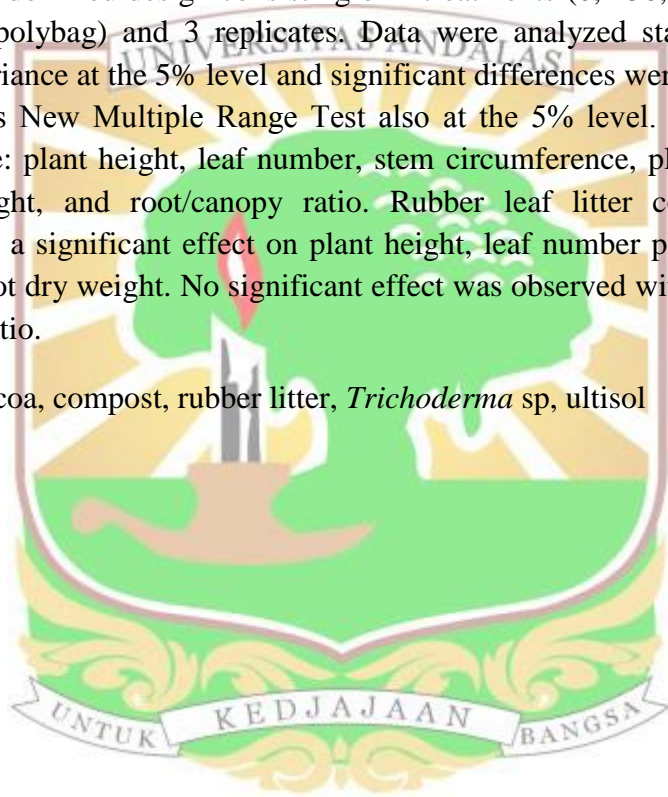 polybag) and 3 replicates. Data were analyzed sta
UNIVERSITAS ANDALAS
riance at the 5% level and significant differences were
s New Multiple Range Test also at the 5% level.
e: plant height, leaf number, stem circumference, pl
ght, and root/canopy ratio. Rubber leaf litter co
a significant effect on plant height, leaf number p
ot dry weight. No significant effect was observed wi
tio.
coa, compost, rubber litter, Trichoderma sp, ultisol
UNTUK KEDJAJAAN BANGSA